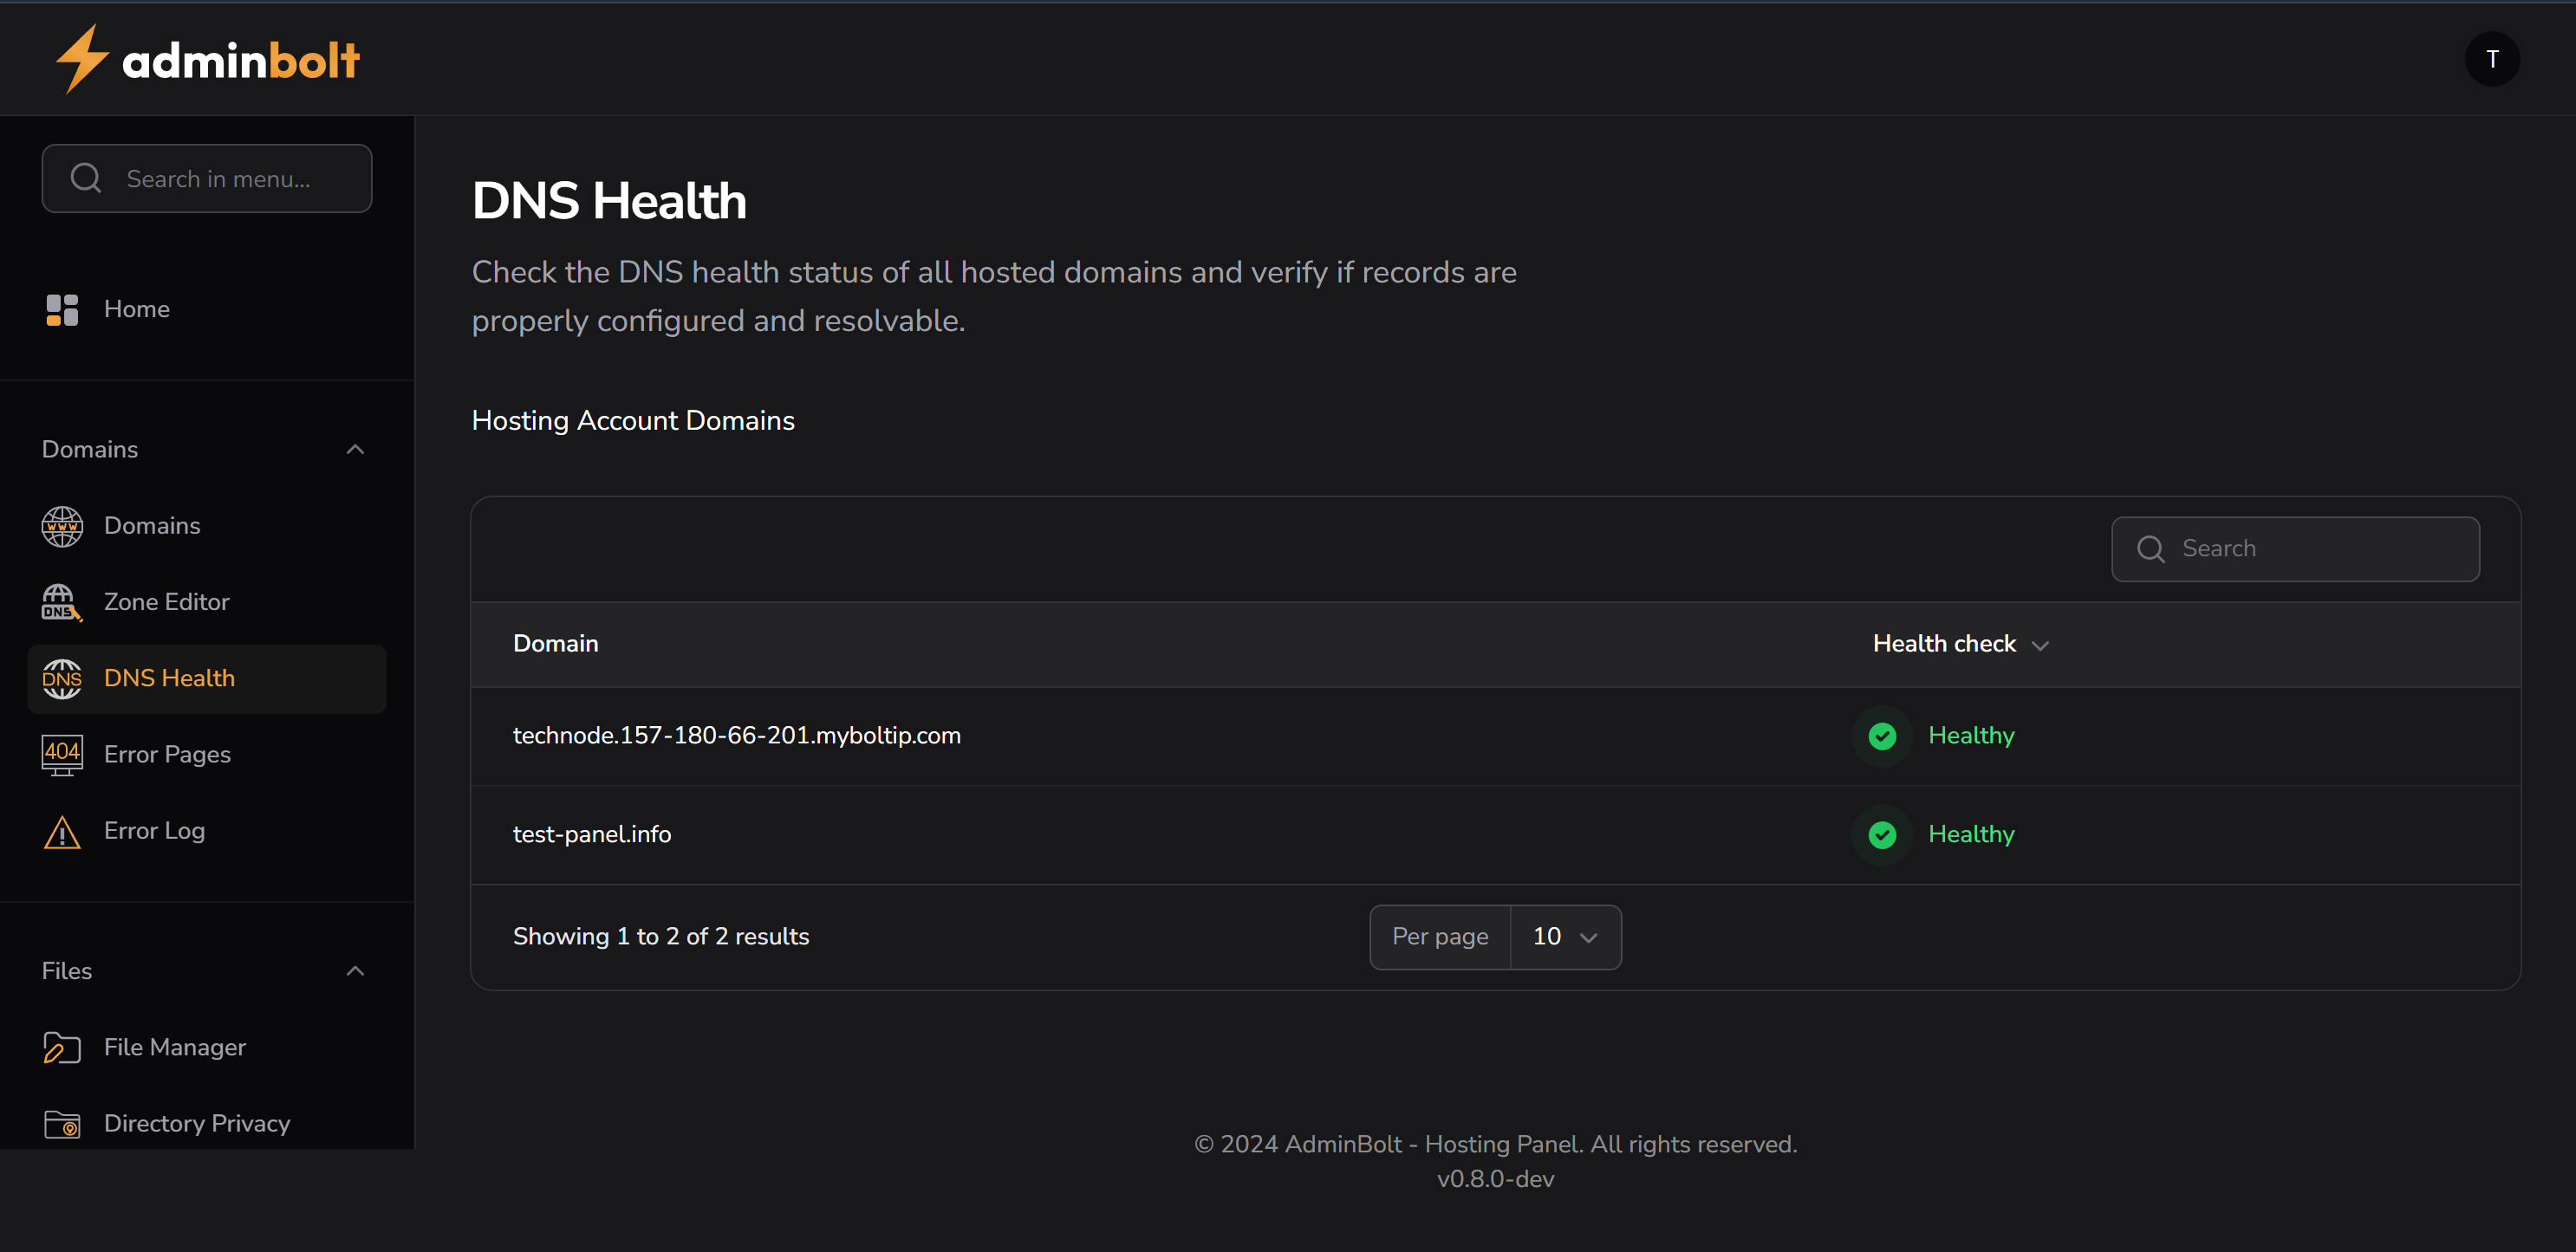 adminbolt
T
Search in menu...
Home
Domains
www
Domains
DNS
Zone Editor
DNS
DNS Health
404
Error Pages
Error Log
Files
File Manager
Directory Privacy
DNS Health
Check the DNS health status of all hosted domains and verify if records are
properly configured and resolvable.
Hosting Account Domains
Search
Domain Health check
technode.157-180-66-201.myboltip.com Healthy
test-panel.info Healthy
Showing 1 to 2 of 2 results Per page 10
© 2024 AdminBolt - Hosting Panel. All rights reserved.
v0.8.0-dev